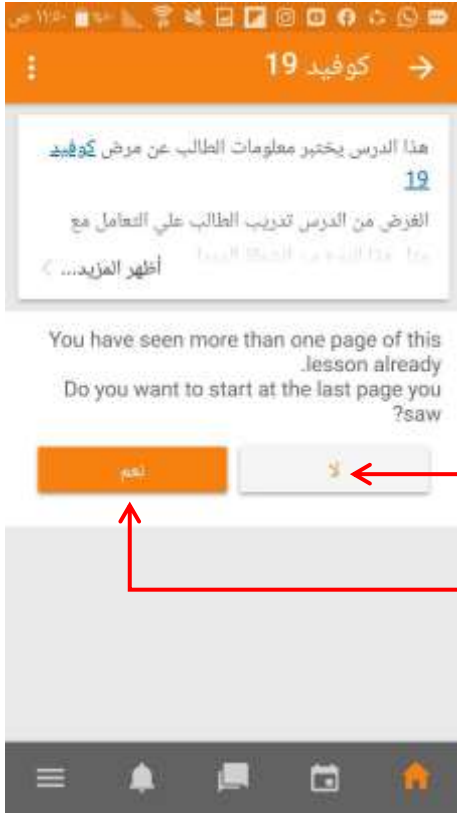 ١١:٥٠ ص
كوفيد 19
هذا الدرس يختبر معلومات الطالب عن مرض كوفيد
19
الغرض من الدرس تدريب الطالب علي التعامل مع
أظهر المزيد...
You have seen more than one page of this
.lesson already
Do you want to start at the last page you
?saw
لا
نعم